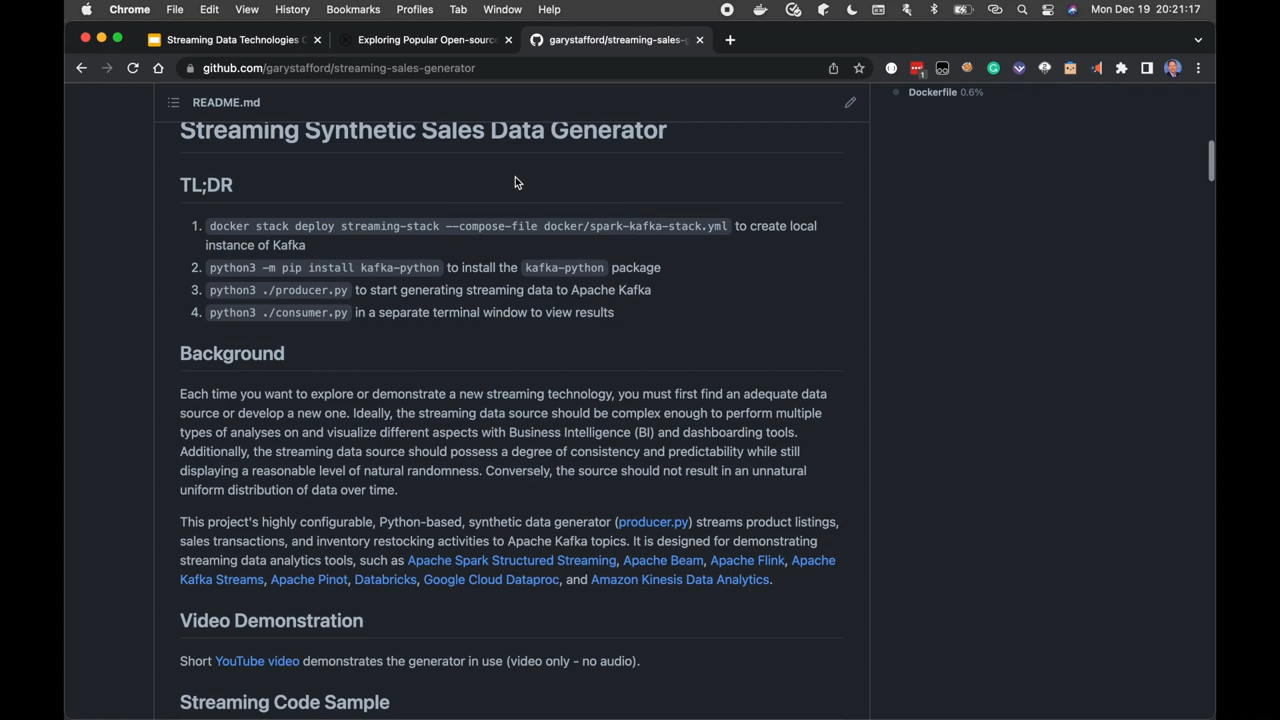 Chrome File Edit View History Bookmarks Profiles Tab Window Help Mon Dec 19 20:21:17
Streaming Data Technologies Exploring Popular Open-source garystafford/streaming-sales-g
github.com/garystafford/streaming-sales-generator 1
README.md
Dockerfile 0.6%
Streaming Synthetic Sales Data Generator
TL;DR
1. docker stack deploy streaming-stack --compose-file docker/spark-kafka-stack.yml to create local
instance of Kafka
2. python3 -m pip install kafka-python to install the kafka-python package
3. python3 ./producer.py to start generating streaming data to Apache Kafka
4. python3 ./consumer.py in a separate terminal window to view results
Background
Each time you want to explore or demonstrate a new streaming technology, you must first find an adequate data
source or develop a new one. Ideally, the streaming data source should be complex enough to perform multiple
types of analyses on and visualize different aspects with Business Intelligence (BI) and dashboarding tools.
Additionally, the streaming data source should possess a degree of consistency and predictability while still
displaying a reasonable level of natural randomness. Conversely, the source should not result in an unnatural
uniform distribution of data over time.
This project's highly configurable, Python-based, synthetic data generator (producer.py) streams product listings,
sales transactions, and inventory restocking activities to Apache Kafka topics. It is designed for demonstrating
streaming data analytics tools, such as Apache Spark Structured Streaming, Apache Beam, Apache Flink, Apache
Kafka Streams, Apache Pinot, Databricks, Google Cloud Dataproc, and Amazon Kinesis Data Analytics.
Video Demonstration
Short YouTube video demonstrates the generator in use (video only - no audio).
Streaming Code Sample